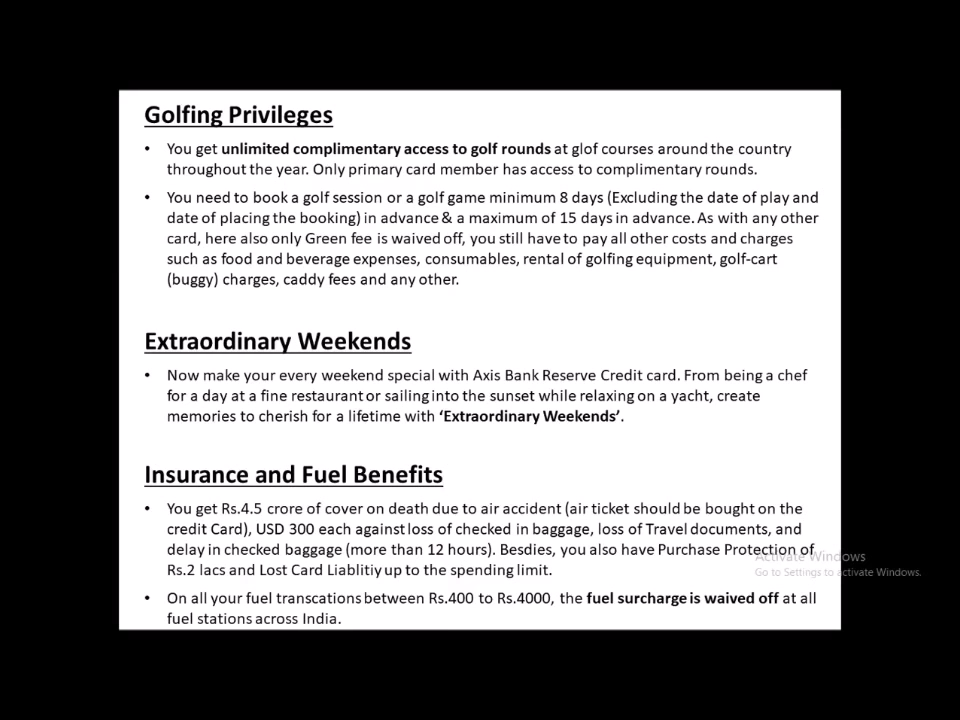 Golfing Privileges
• You get unlimited complimentary access to golf rounds at glof courses around the country
throughout the year. Only primary card member has access to complimentary rounds.
• You need to book a golf session or a golf game minimum 8 days (Excluding the date of play and
date of placing the booking) in advance & a maximum of 15 days in advance. As with any other
card, here also only Green fee is waived off, you still have to pay all other costs and charges
such as food and beverage expenses, consumables, rental of golfing equipment, golf-cart
(buggy) charges, caddy fees and any other.
Extraordinary Weekends
• Now make your every weekend special with Axis Bank Reserve Credit card. From being a chef
for a day at a fine restaurant or sailing into the sunset while relaxing on a yacht, create
memories to cherish for a lifetime with ‘Extraordinary Weekends’.
Insurance and Fuel Benefits
• You get Rs.4.5 crore of cover on death due to air accident (air ticket should be bought on the
credit Card), USD 300 each against loss of checked in baggage, loss of Travel documents, and
delay in checked baggage (more than 12 hours). Besdies, you also have Purchase Protection of
Rs.2 lacs and Lost Card Liablitiy up to the spending limit.
• On all your fuel transcations between Rs.400 to Rs.4000, the fuel surcharge is waived off at all
fuel stations across India.
Activate Windows
Go to Settings to activate Windows.